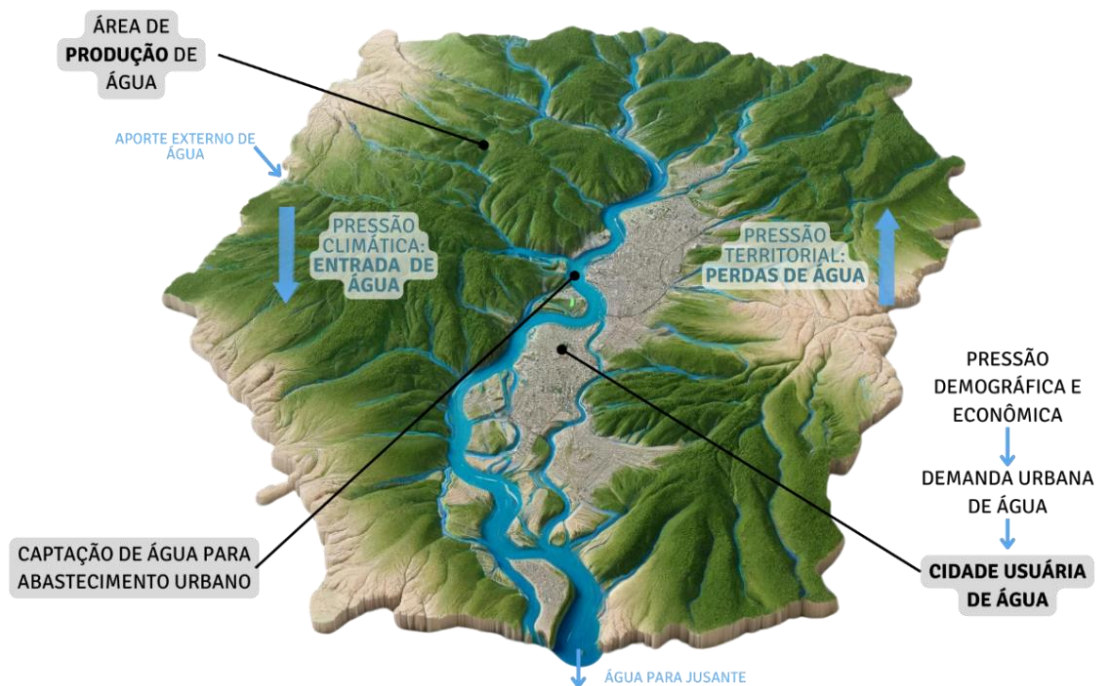 ÁREA DE
PRODUÇÃO DE
ÁGUA
APORTE EXTERNO DE
ÁGUA
PRESSÃO
CLIMÁTICA:
ENTRADA DE
ÁGUA
PRESSÃO
TERRITORIAL:
PERDAS DE ÁGUA
PRESSÃO
DEMOGRÁFICA E
ECONÔMICA
DEMANDA URBANA
DE ÁGUA
CIDADE USUÁRIA
DE ÁGUA
CAPTAÇÃO DE ÁGUA PARA
ABASTECIMENTO URBANO
ÁGUA PARA JUSANTE